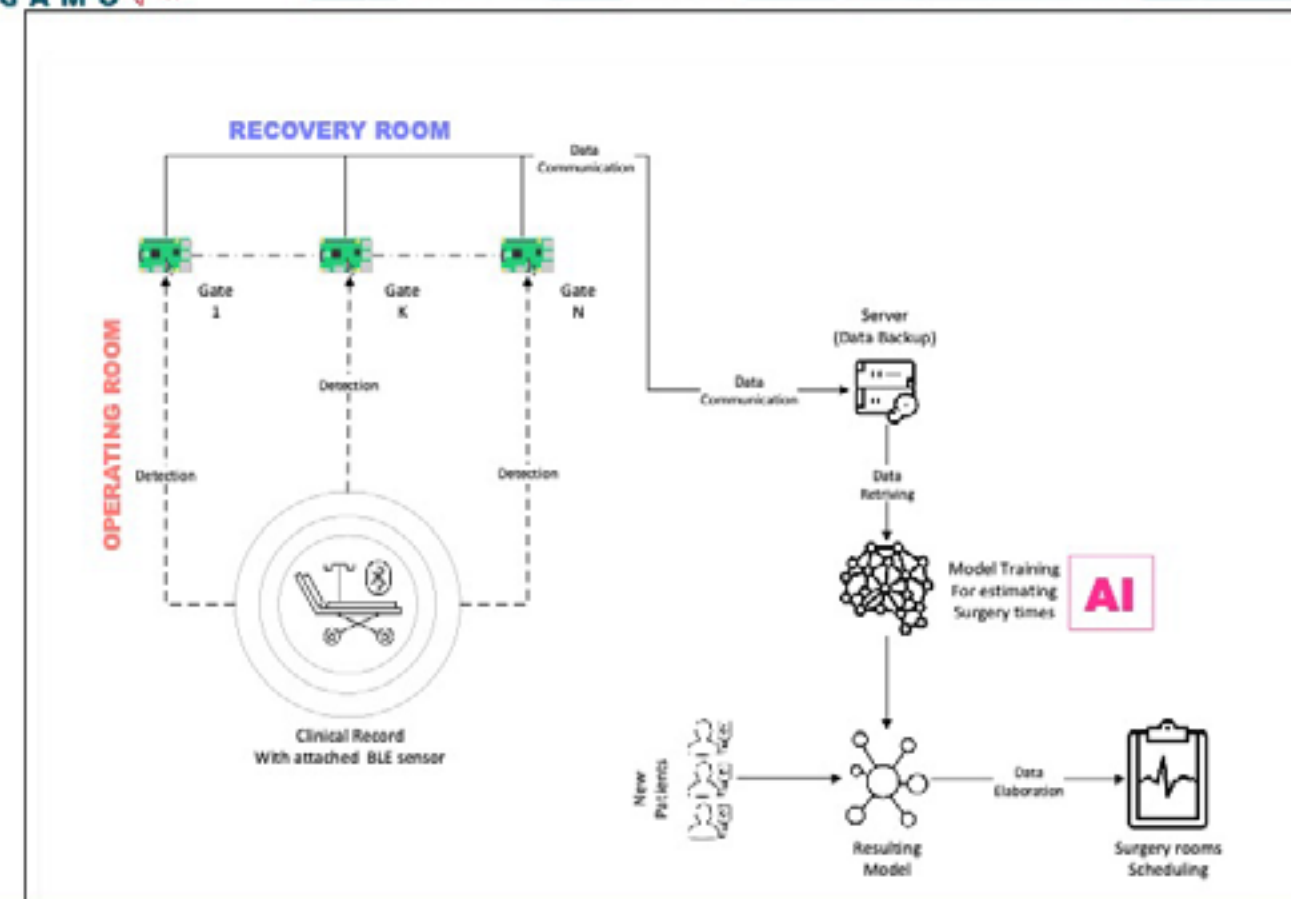 RECOVERY ROOM
Data
Communication
Gate
1
Gate
K
Gate
N
OPERATING ROOM
Detection
Detection
Detection
Clinical Record
With attached BLE sensor
Server
(Data Backup)
Data
Communication
Data
Retriving
Model Training
For estimating
Surgery times
AI
New
Patients
Resulting
Model
Data
Elaboration
Surgery rooms
Scheduling